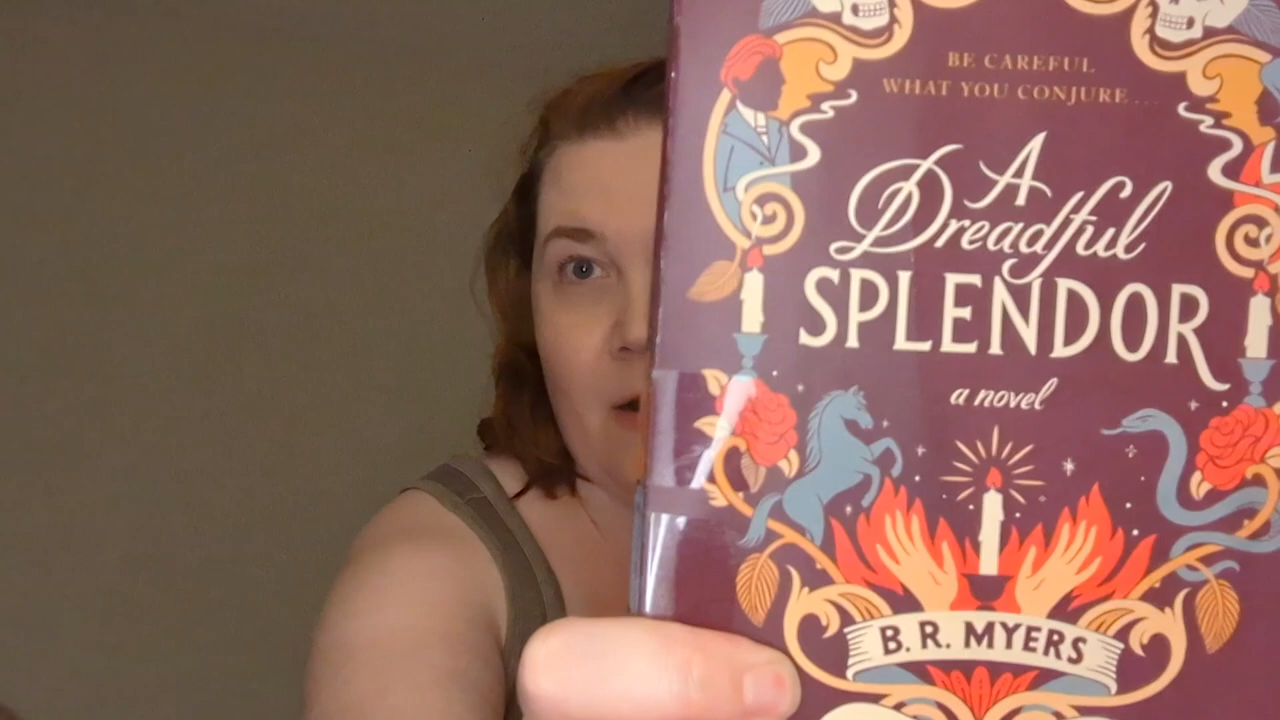 BE CAREFUL
WHAT YOU CONJURE...
A
Dreadful
SPLENDOR
a novel
B. R. MYERS